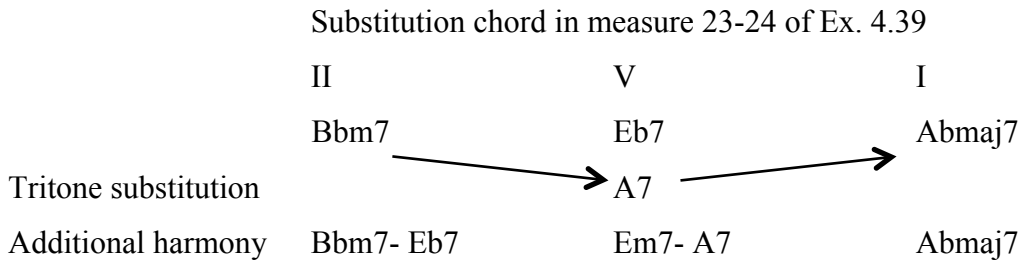 Substitution chord in measure 23-24 of Ex. 4.39
II V I
Bbm7 Eb7 Abmaj7
Tritone substitution A7
Additional harmony Bbm7- Eb7 Em7- A7 Abmaj7